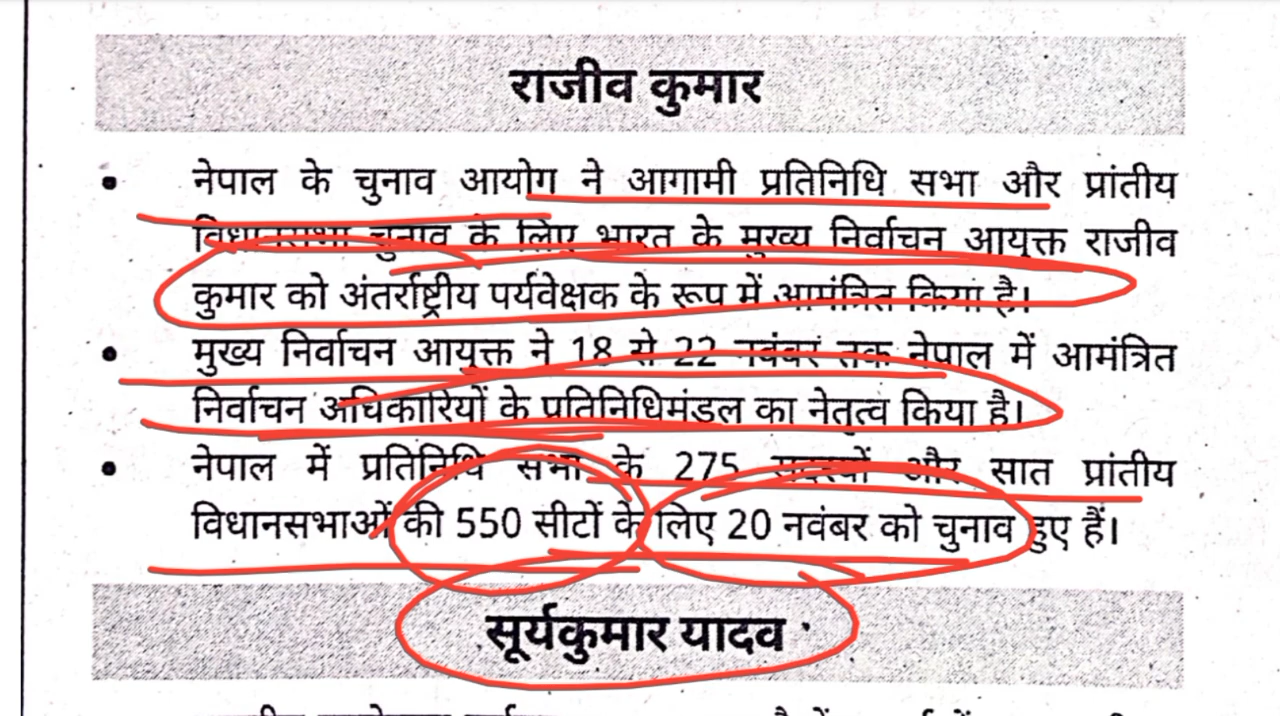 राजीव कुमार
• नेपाल के चुनाव आयोग ने आगामी प्रतिनिधि सभा और प्रांतीय
विधानसभा चुनाव के लिए भारत के मुख्य निर्वाचन आयुक्त राजीव
कुमार को अंतर्राष्ट्रीय पर्यवेक्षक के रूप में आमंत्रित किया है।
• मुख्य निर्वाचन आयुक्त ने 18 से 22 नवंबर तक नेपाल में आमंत्रित
निर्वाचन अधिकारियों के प्रतिनिधिमंडल का नेतृत्व किया है।
• नेपाल में प्रतिनिधि सभा के 275 सदस्यों और सात प्रांतीय
विधानसभाओं की 550 सीटों के लिए 20 नवंबर को चुनाव हुए हैं।
सूर्यकुमार यादव